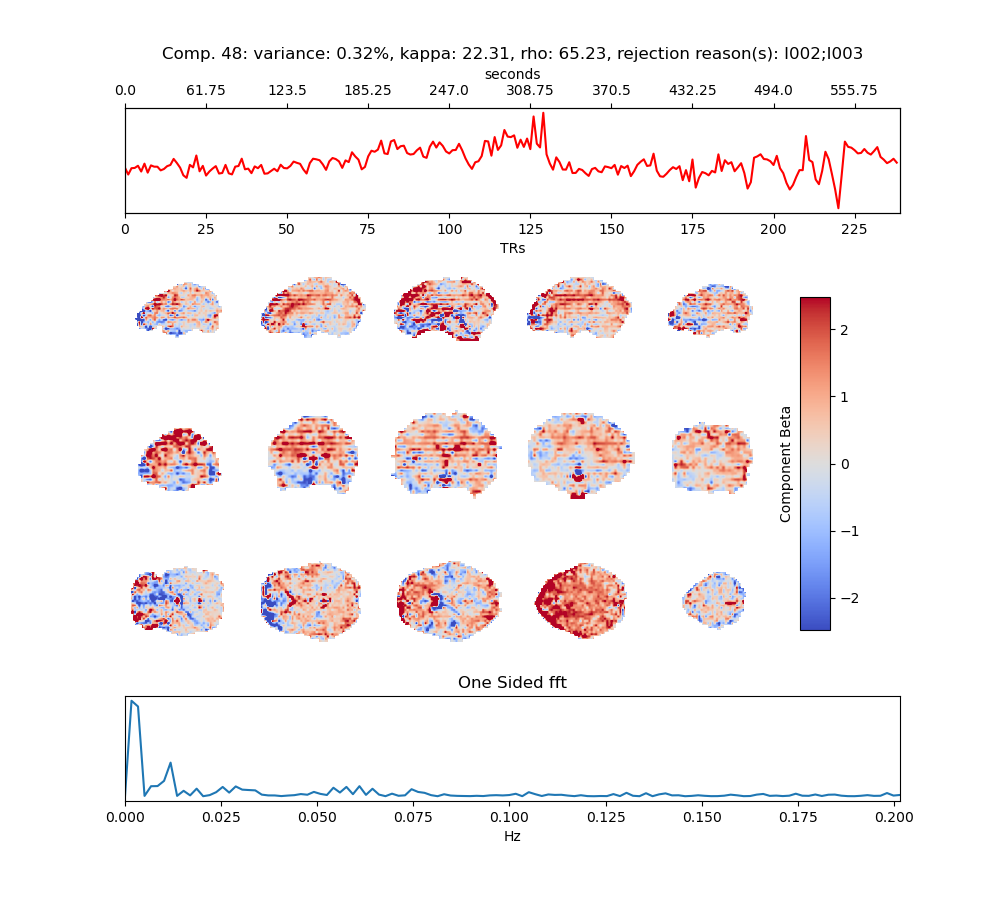 Comp. 48: variance: 0.32%, kappa: 22.31, rho: 65.23, rejection reason(s): I002;I003
seconds
0.0 61.75 123.5 185.25 247.0 308.75 370.5 432.25 494.0 555.75
0 25 50 75 100 125 150 175 200 225
TRs
2
1
0
−1
−2
Component Beta
One Sided fft
0.000 0.025 0.050 0.075 0.100 0.125 0.150 0.175 0.200
Hz